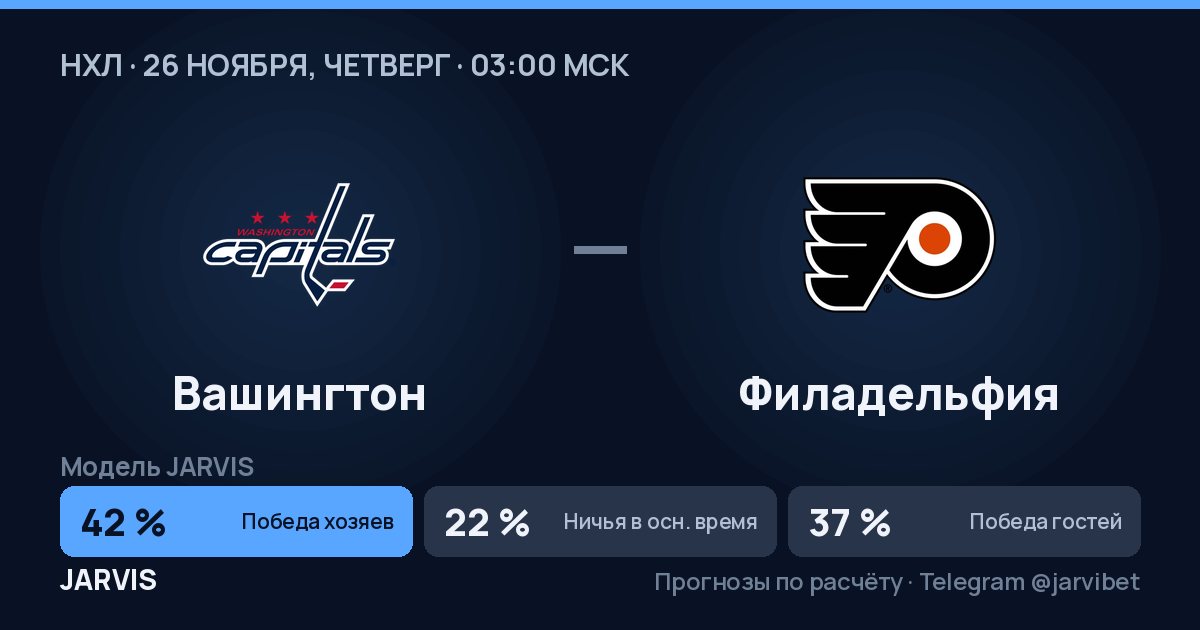 НХЛ · 26 НОЯБРЯ, ЧЕТВЕРГ · 03:00 МСК
WASHINGTON
capitals
®
Вашингтон
Филадельфия
Модель JARVIS
42 % Победа хозяев
22 % Ничья в осн. время
37 % Победа гостей
JARVIS
Прогнозы по расчёту · Telegram @jarvibet